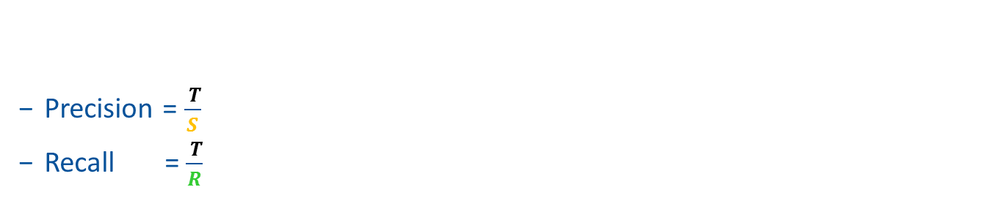 − Precision = T/S
− Recall = T/R